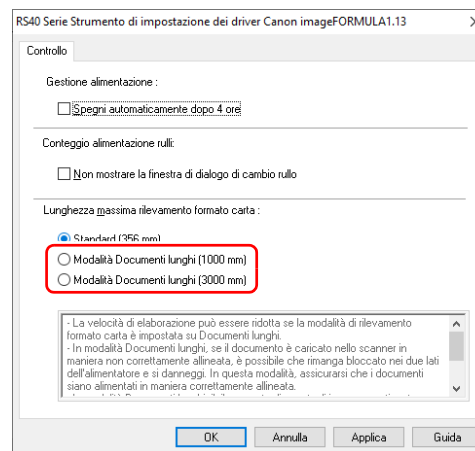 RS40 Serie Strumento di impostazione dei driver Canon imageFORMULA1.13
Controllo
Gestione alimentazione :
Spegni automaticamente dopo 4 ore
Conteggio alimentazione rulli:
Non mostrare la finestra di dialogo di cambio rullo
Lunghezza massima rilevamento formato carta :
Standard (356 mm)
Modalità Documenti lunghi (1000 mm)
Modalità Documenti lunghi (3000 mm)
- La velocità di elaborazione può essere ridotta se la modalità di rilevamento
formato carta è impostata su Documenti lunghi.
- In modalità Documenti lunghi, se il documento è caricato nello scanner in
maniera non correttamente allineata, è possibile che rimanga bloccato nei due lati
dell'alimentatore e si danneggi. In questa modalità, assicurarsi che i documenti
siano alimentati in maniera correttamente allineata.
OK Annulla Applica Guida